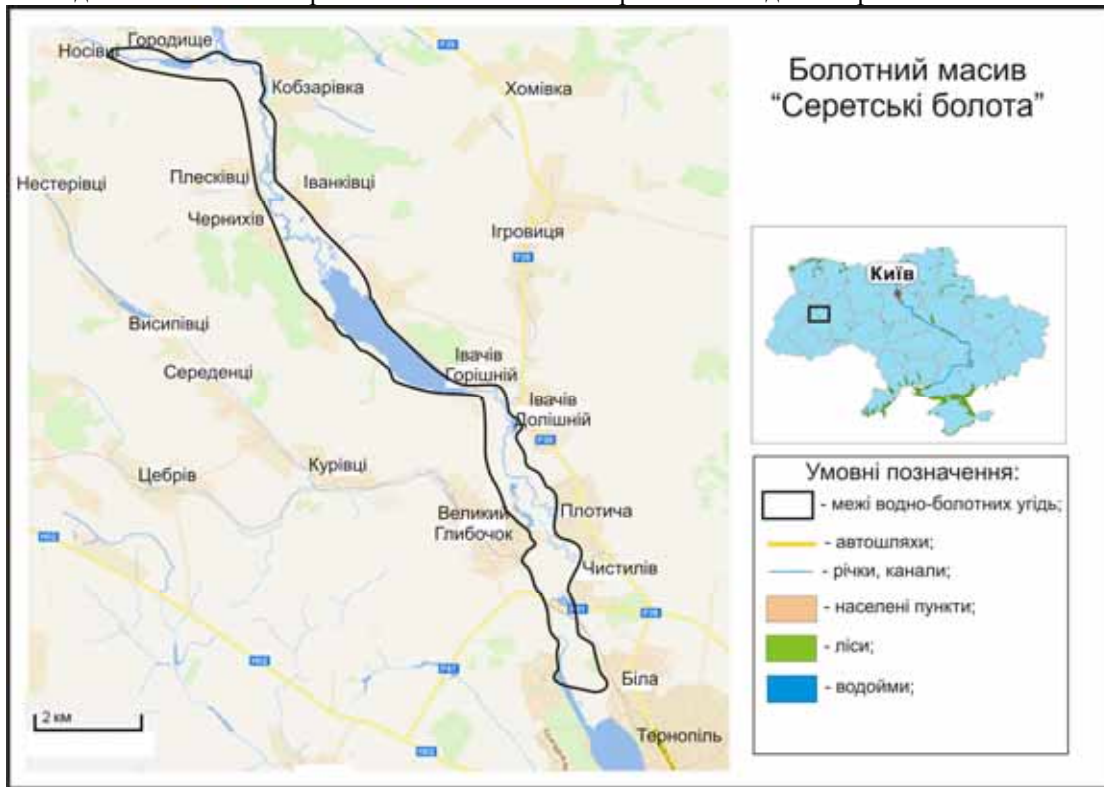 Болотний масив
“Серетські болота”
Носівці
Городище
Кобзарівка
Хомівка
Нестерівці
Плесківці
Іванківці
Чернихів
Ігровиця
Висипівці
Середенці
Івачів
Горішній
Івачів
Долішній
Цебрів
Курівці
Великий
Глибочок
Плотича
Чистилів
Біла
Тернопіль
2 км
Київ
Умовні позначення:
- межі водно-болотних угідь;
- автошляхи;
- річки, канали;
- населені пункти;
- ліси;
- водойми;